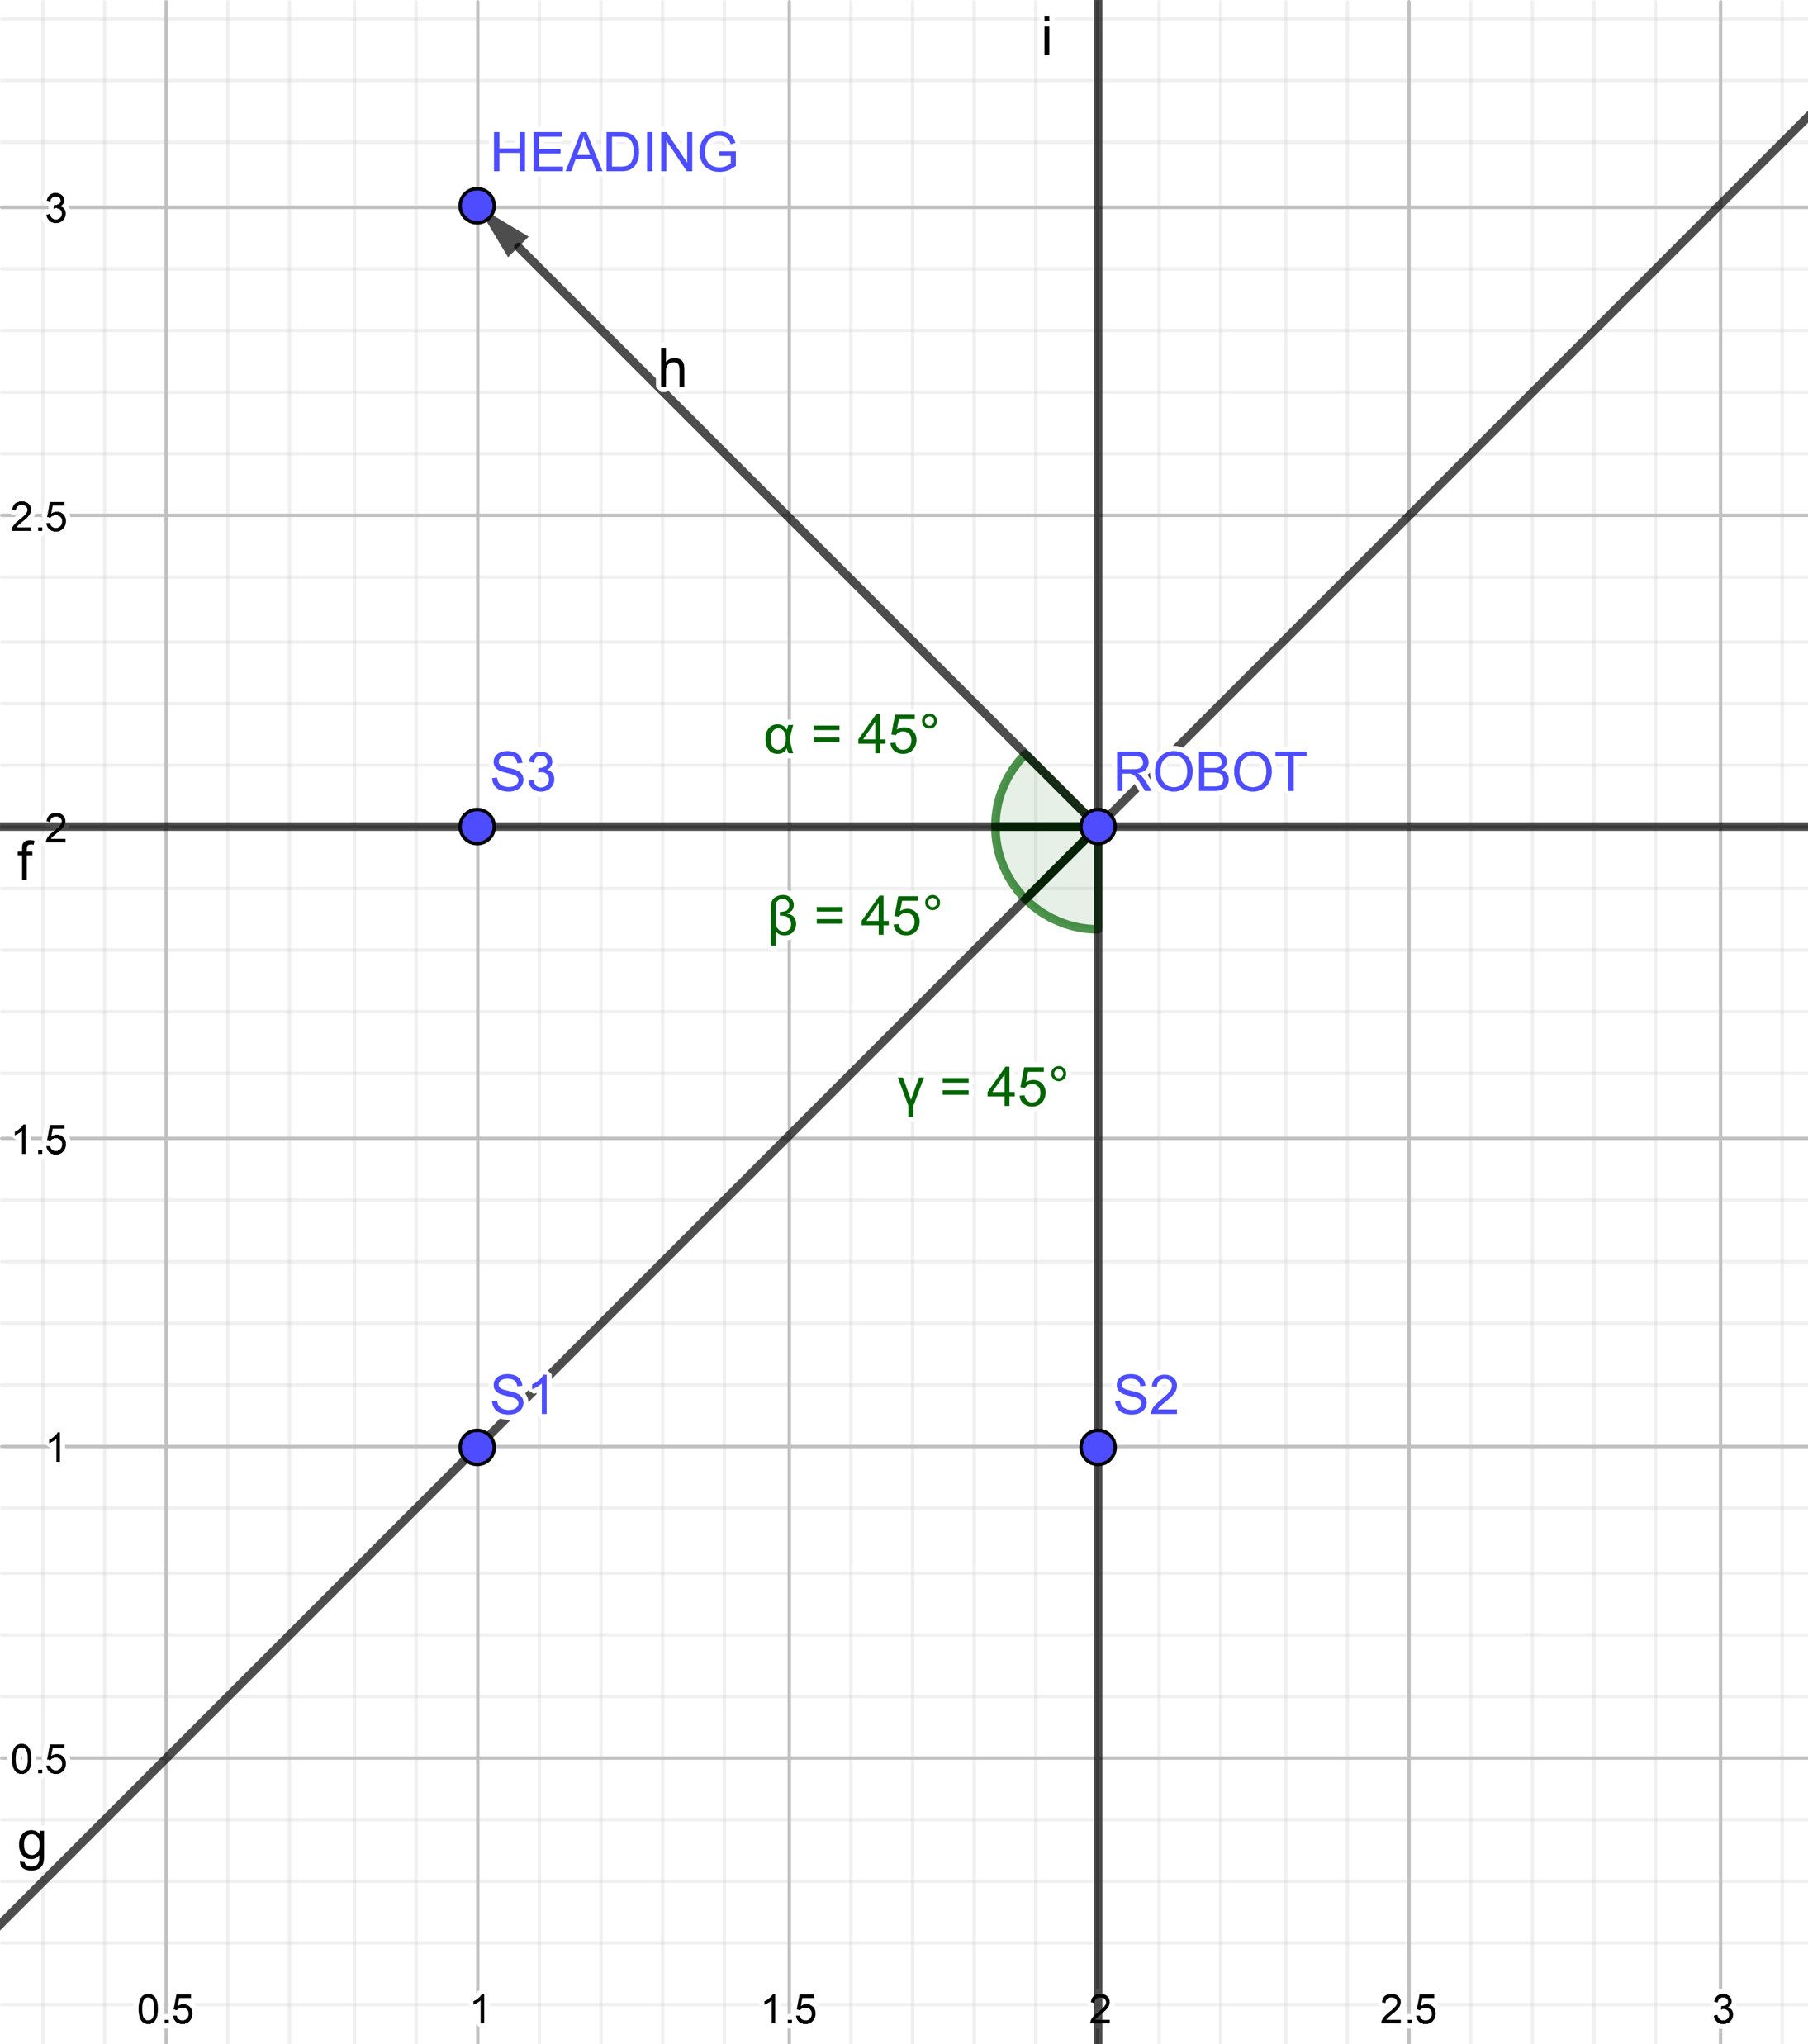 i
HEADING
3
h
2.5
α = 45°
S3
ROBOT
2
f
β = 45°
γ = 45°
1.5
S1
S2
1
0.5
g
0.5
1
1.5
2
2.5
3